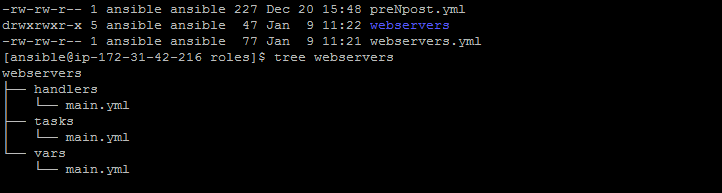 -rw-rw-r-- 1 ansible ansible 227 Dec 20 15:48 preNpost.yml
drwxrwxr-x 5 ansible ansible  47 Jan  9 11:22 webservers
-rw-rw-r-- 1 ansible ansible  77 Jan  9 11:21 webservers.yml
[ansible@ip-172-31-42-216 roles]$ tree webservers
webservers
├── handlers
│   └── main.yml
├── tasks
│   └── main.yml
└── vars
    └── main.yml